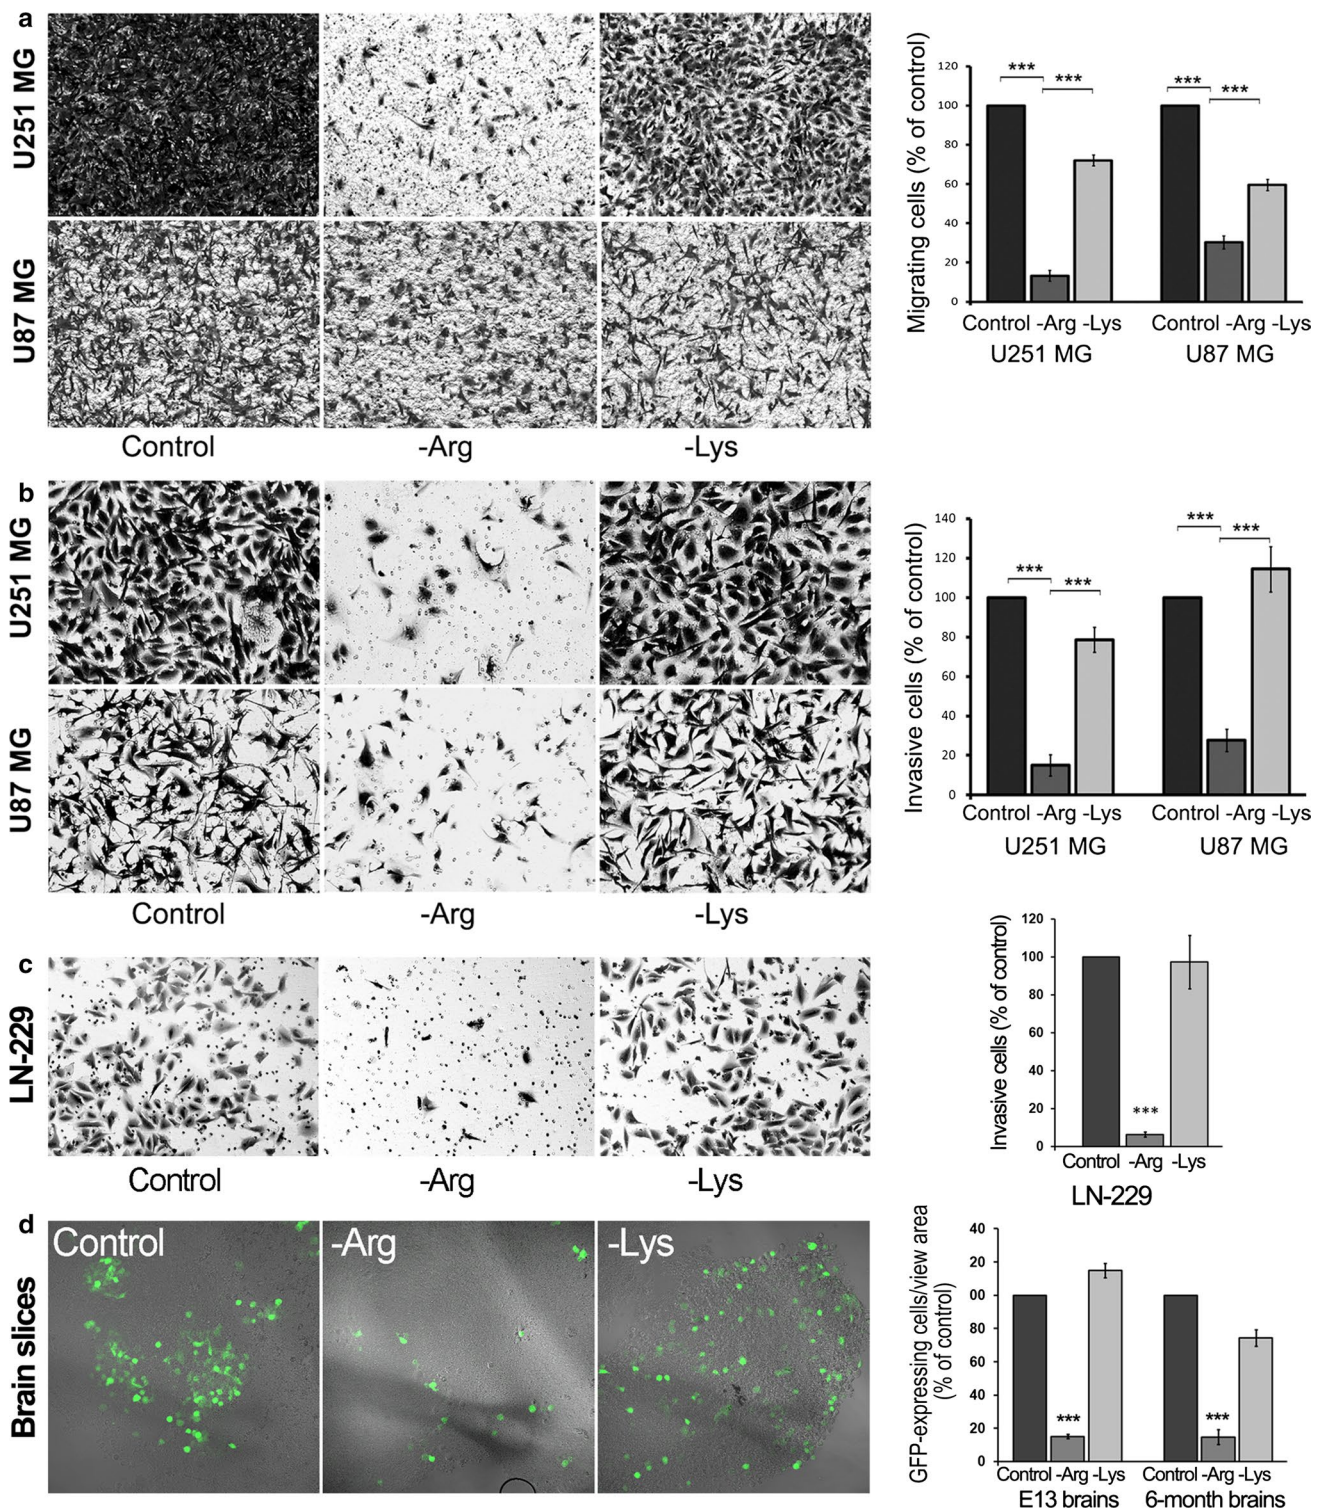 a
U251 MG
U87 MG
Control -Arg -Lys
Migrating cells (% of control)
120
100
80
60
40
20
0
*** *** *** ***
Control -Arg -Lys Control -Arg -Lys
U251 MG U87 MG
b
U251 MG
U87 MG
Control -Arg -Lys
Invasive cells (% of control)
140
120
100
80
60
40
20
0
*** *** *** ***
Control -Arg -Lys Control -Arg -Lys
U251 MG U87 MG
c
LN-229
Control -Arg -Lys
Invasive cells (% of control)
120
100
80
60
40
20
0
***
Control -Arg -Lys
LN-229
d
Brain slices
Control -Arg -Lys
GFP-expressing cells/view area
(% of control)
40
20
00
80
60
40
20
0
*** ***
Control -Arg -Lys Control -Arg -Lys
E13 brains 6-month brains